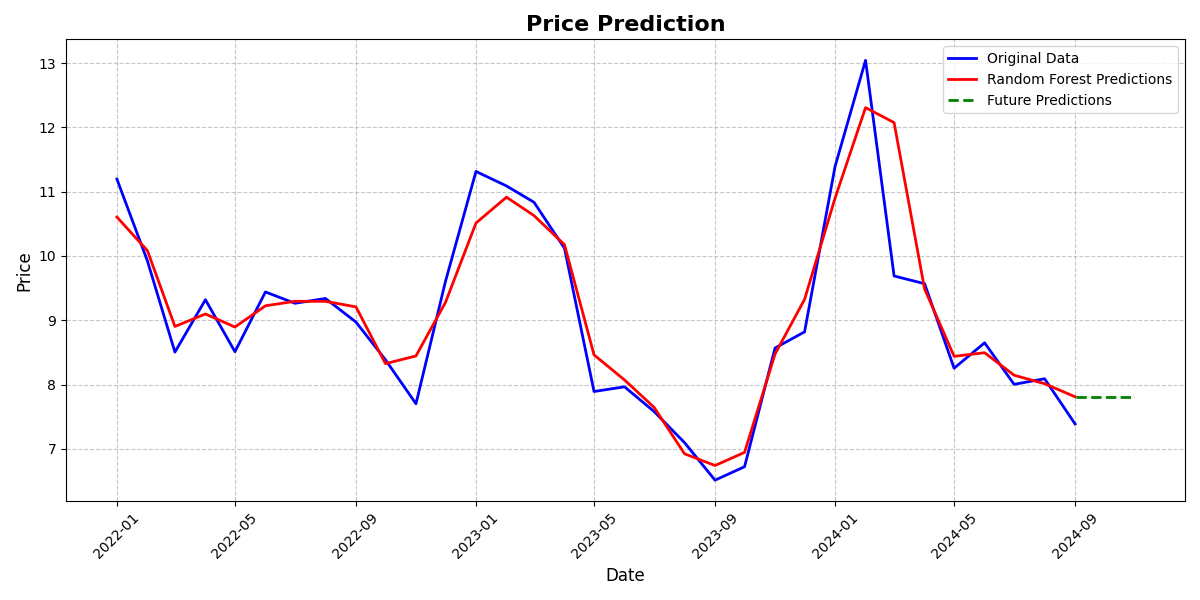 Price Prediction
Original Data
Random Forest Predictions
Future Predictions
Price
13
12
11
10
9
8
7
2022-01
2022-05
2022-09
2023-01
2023-05
2023-09
2024-01
2024-05
2024-09
Date